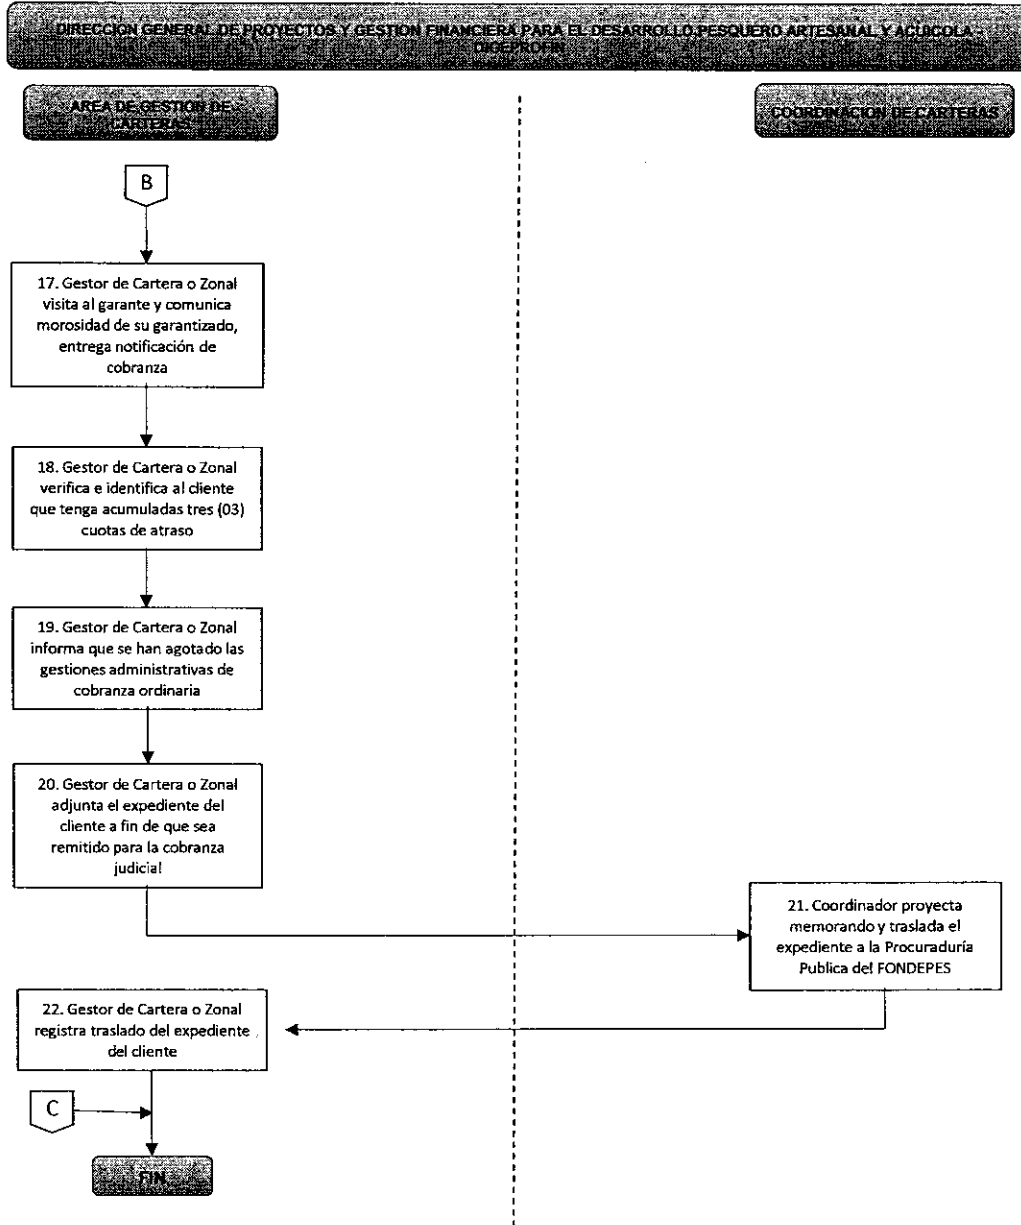 DIRECCION GENERAL DE PROYECTOS Y GESTION FINANCIERA PARA EL DESARROLLO PESQUERO ARTESANAL Y ACUICOLA -
DIGEPROFIN
AREA DE GESTION DE
CARTERAS
COORDINACION DE CARTERAS
B
17. Gestor de Cartera o Zonal
visita al garante y comunica
morosidad de su garantizado,
entrega notificación de
cobranza
18. Gestor de Cartera o Zonal
verifica e identifica al cliente
que tenga acumuladas tres (03)
cuotas de atraso
19. Gestor de Cartera o Zonal
informa que se han agotado las
gestiones administrativas de
cobranza ordinaria
20. Gestor de Cartera o Zonal
adjunta el expediente del
cliente a fin de que sea
remitido para la cobranza
judicial
21. Coordinador proyecta
memorando y traslada el
expediente a la Procuraduría
Publica del FONDEPES
22. Gestor de Cartera o Zonal
registra traslado del expediente
del cliente
C
FIN